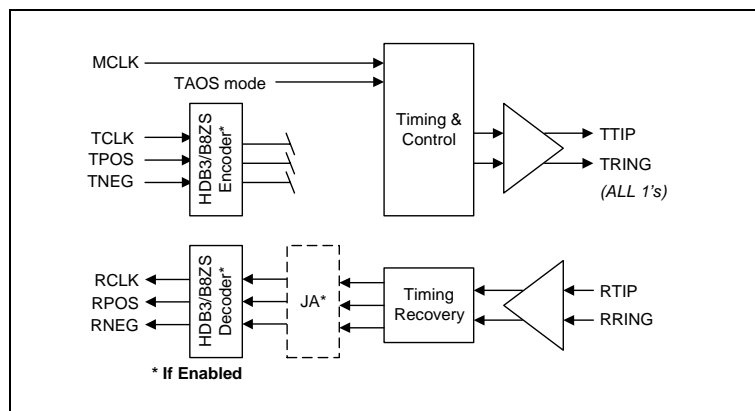 MCLK
TAOS mode
TCLK
TPOS
TNEG
HDB3/B8ZS
Encoder*
Timing &
Control
TTIP
TRING
(ALL 1's)
RCLK
RPOS
RNEG
HDB3/B8ZS
Decoder*
JA*
Timing
Recovery
RTIP
RRING
* If Enabled